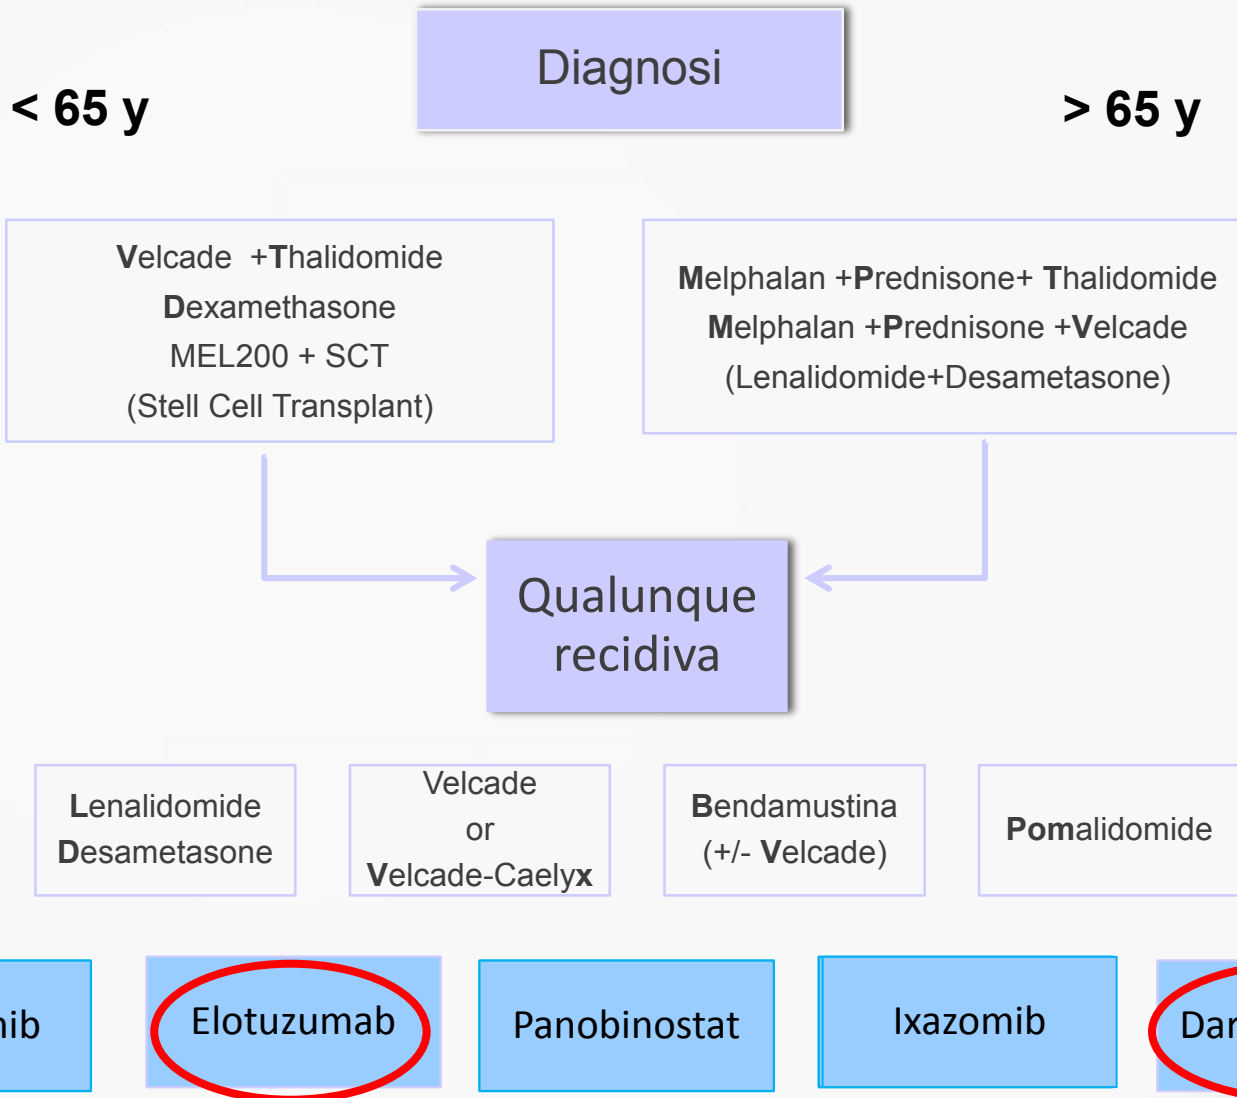 Diagnosi
< 65 y
> 65 y
Velcade +Thalidomide
Dexamethasone
MEL200 + SCT
(Stell Cell Transplant)
Melphalan +Prednisone+ Thalidomide
Melphalan +Prednisone +Velcade
(Lenalidomide+Desametasone)
Qualunque
recidiva
Lenalidomide
Desametasone
Velcade
or
Velcade-Caelyx
Bendamustina
(+/- Velcade)
Pomalidomide
Elotuzumab
Panobinostat
Ixazomib